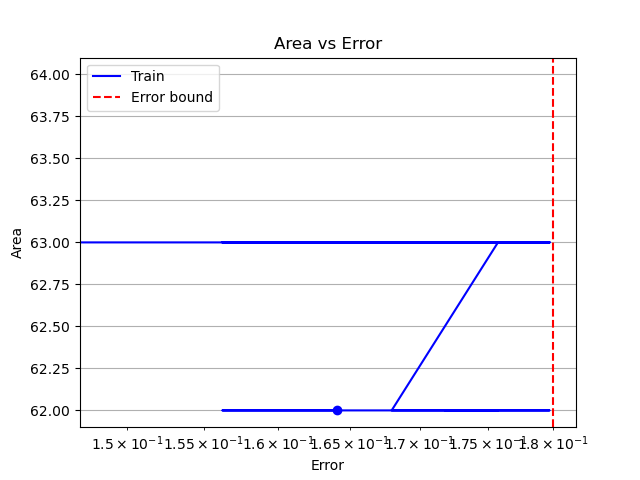 Area vs Error
Train
Error bound
64.00
63.75
63.50
63.25
63.00
62.75
62.50
62.25
62.00
Area
1.5 × 10⁻¹ 1.55 × 10⁻¹ 1.6 × 10⁻¹ 1.65 × 10⁻¹ 1.7 × 10⁻¹ 1.75 × 10⁻¹ 1.8 × 10⁻¹
Error